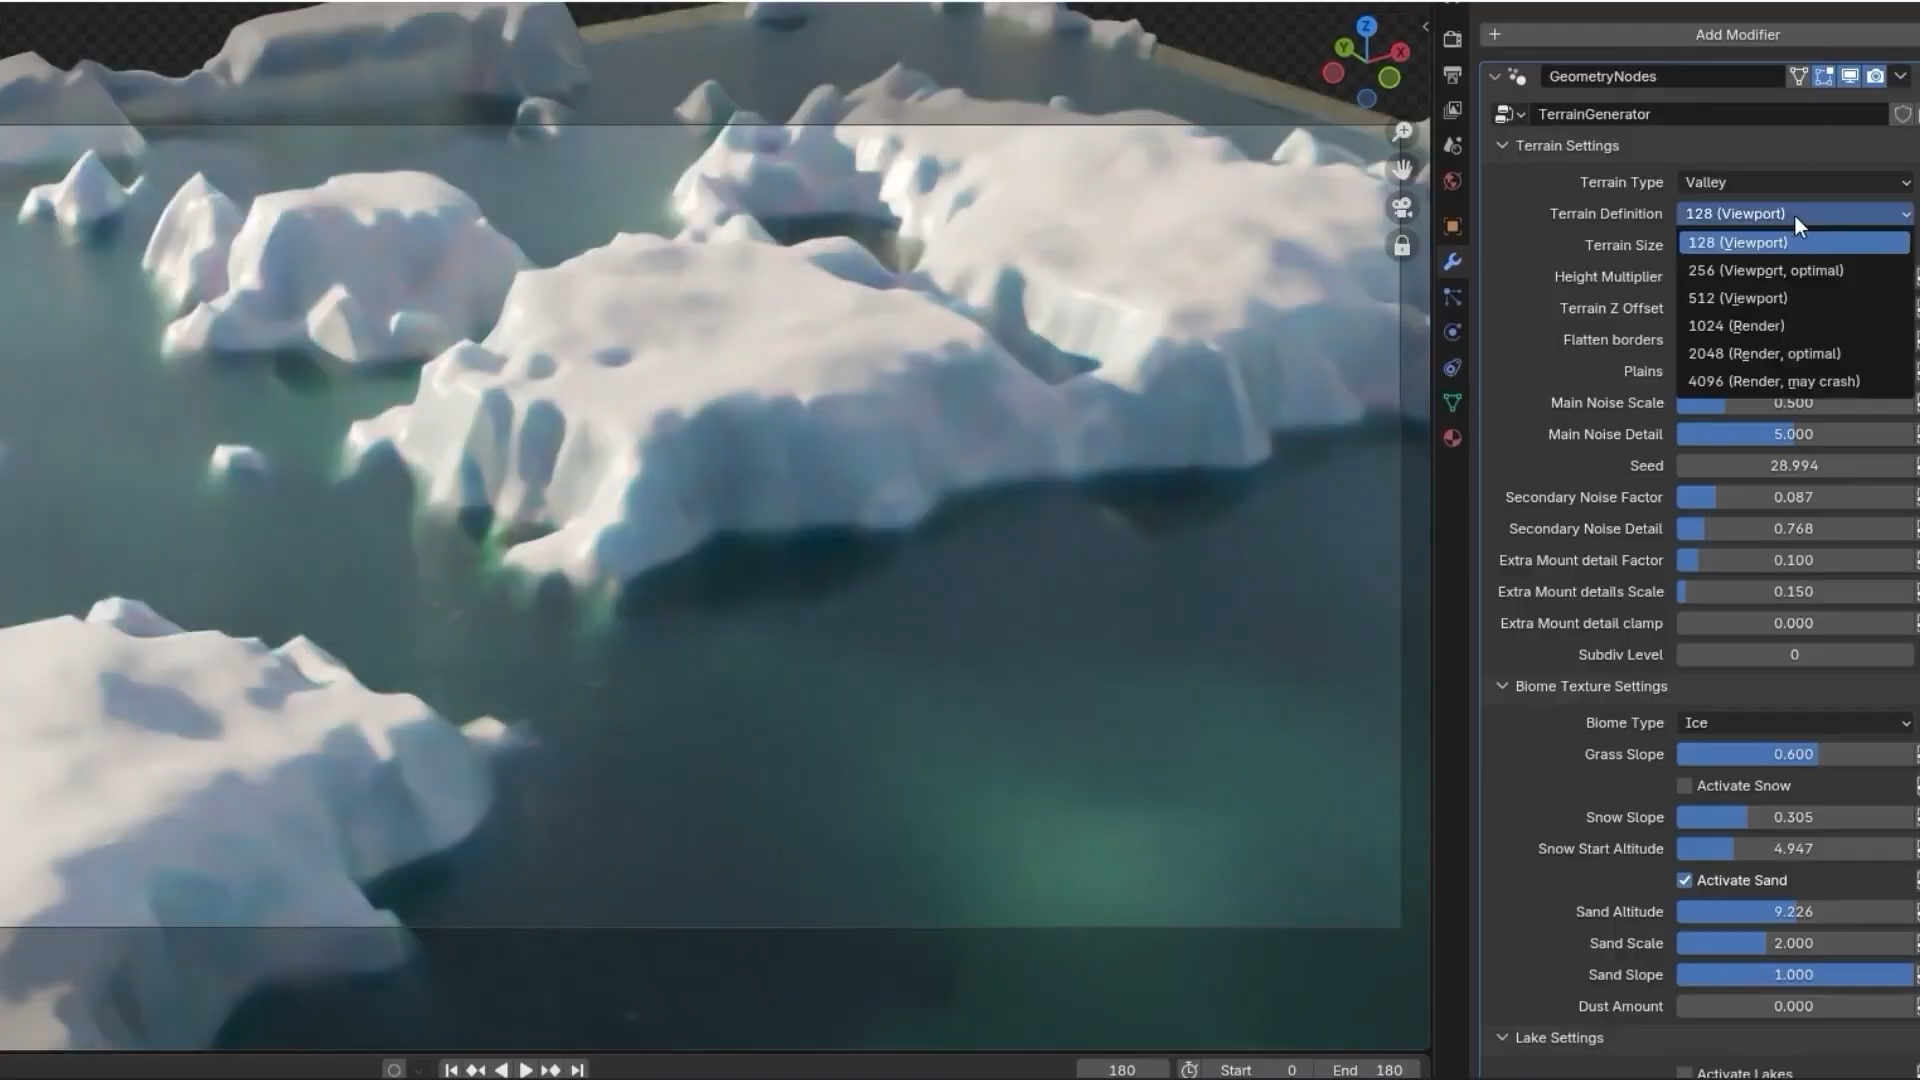 Z
Y
X
Add Modifier
GeometryNodes
TerrainGenerator
Terrain Settings
Terrain Type Valley
Terrain Definition 128 (Viewport)
128 (Viewport)
Terrain Size
256 (Viewport, optimal)
Height Multiplier
512 (Viewport)
Terrain Z Offset
1024 (Render)
Flatten borders
2048 (Render, optimal)
Plains
4096 (Render, may crash)
Main Noise Scale 0.500
Main Noise Detail 5.000
Seed 28.994
Secondary Noise Factor 0.087
Secondary Noise Detail 0.768
Extra Mount detail Factor 0.100
Extra Mount details Scale 0.150
Extra Mount detail clamp 0.000
Subdiv Level 0
Biome Texture Settings
Biome Type Ice
Grass Slope 0.600
Activate Snow
Snow Slope 0.305
Snow Start Altitude 4.947
Activate Sand
Sand Altitude 9.226
Sand Scale 2.000
Sand Slope 1.000
Dust Amount 0.000
Lake Settings
Activate Lakes
180 Start 0 End 180